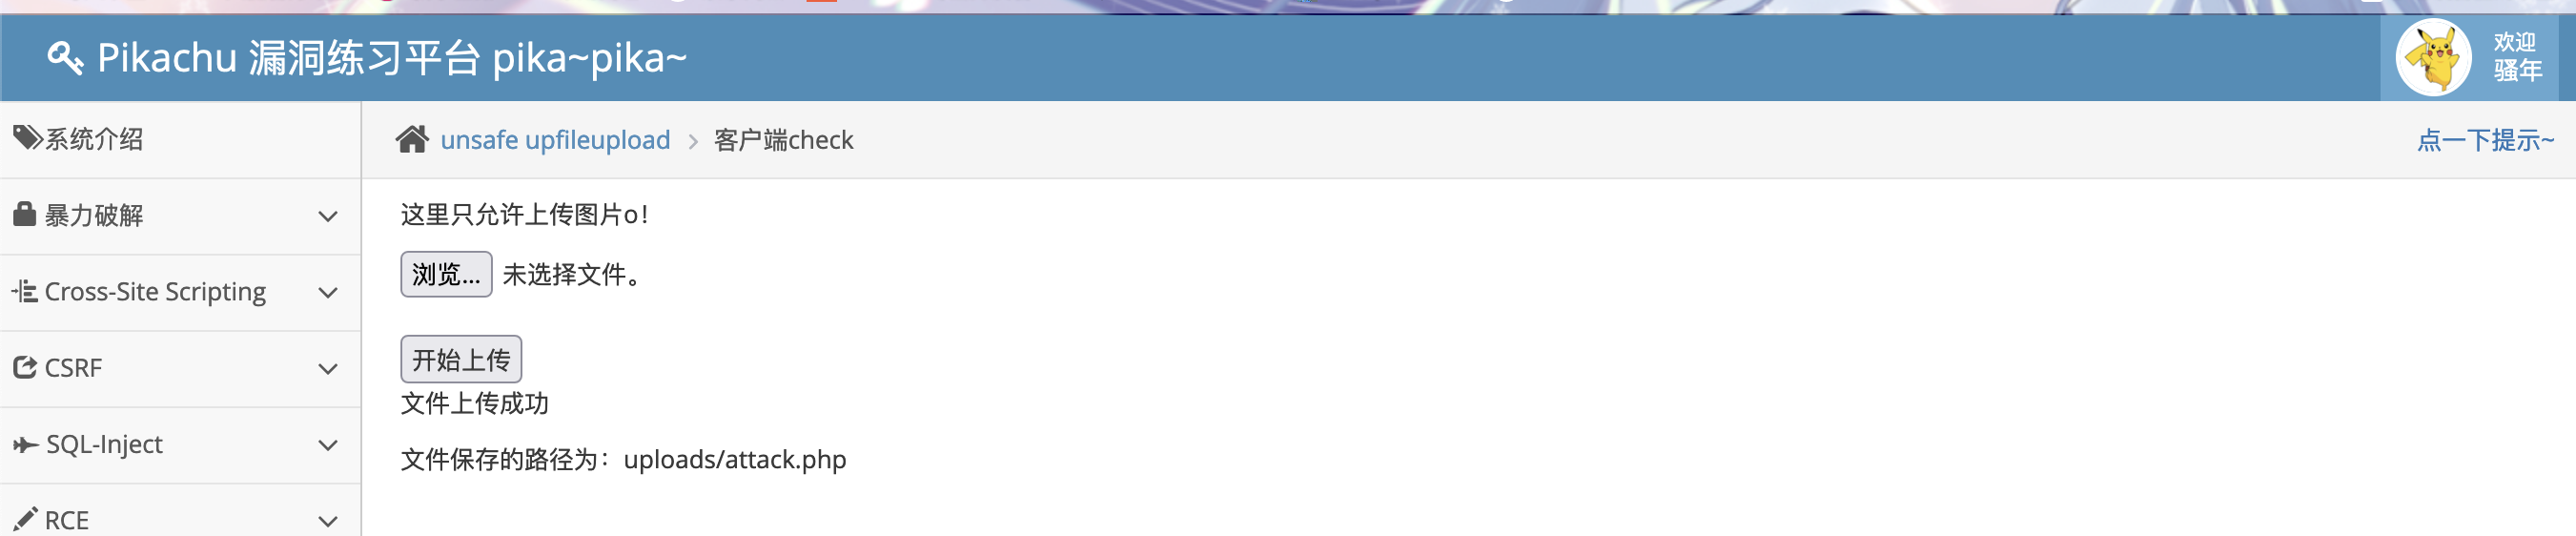 Pikachu 漏洞练习平台 pika~pika~
欢迎
骚年
系统介绍
暴力破解
Cross-Site Scripting
CSRF
SQL-Inject
RCE
unsafe upfileupload > 客户端check
点一下提示~
这里只允许上传图片o！
浏览... 未选择文件。
开始上传
文件上传成功
文件保存的路径为：uploads/attack.php